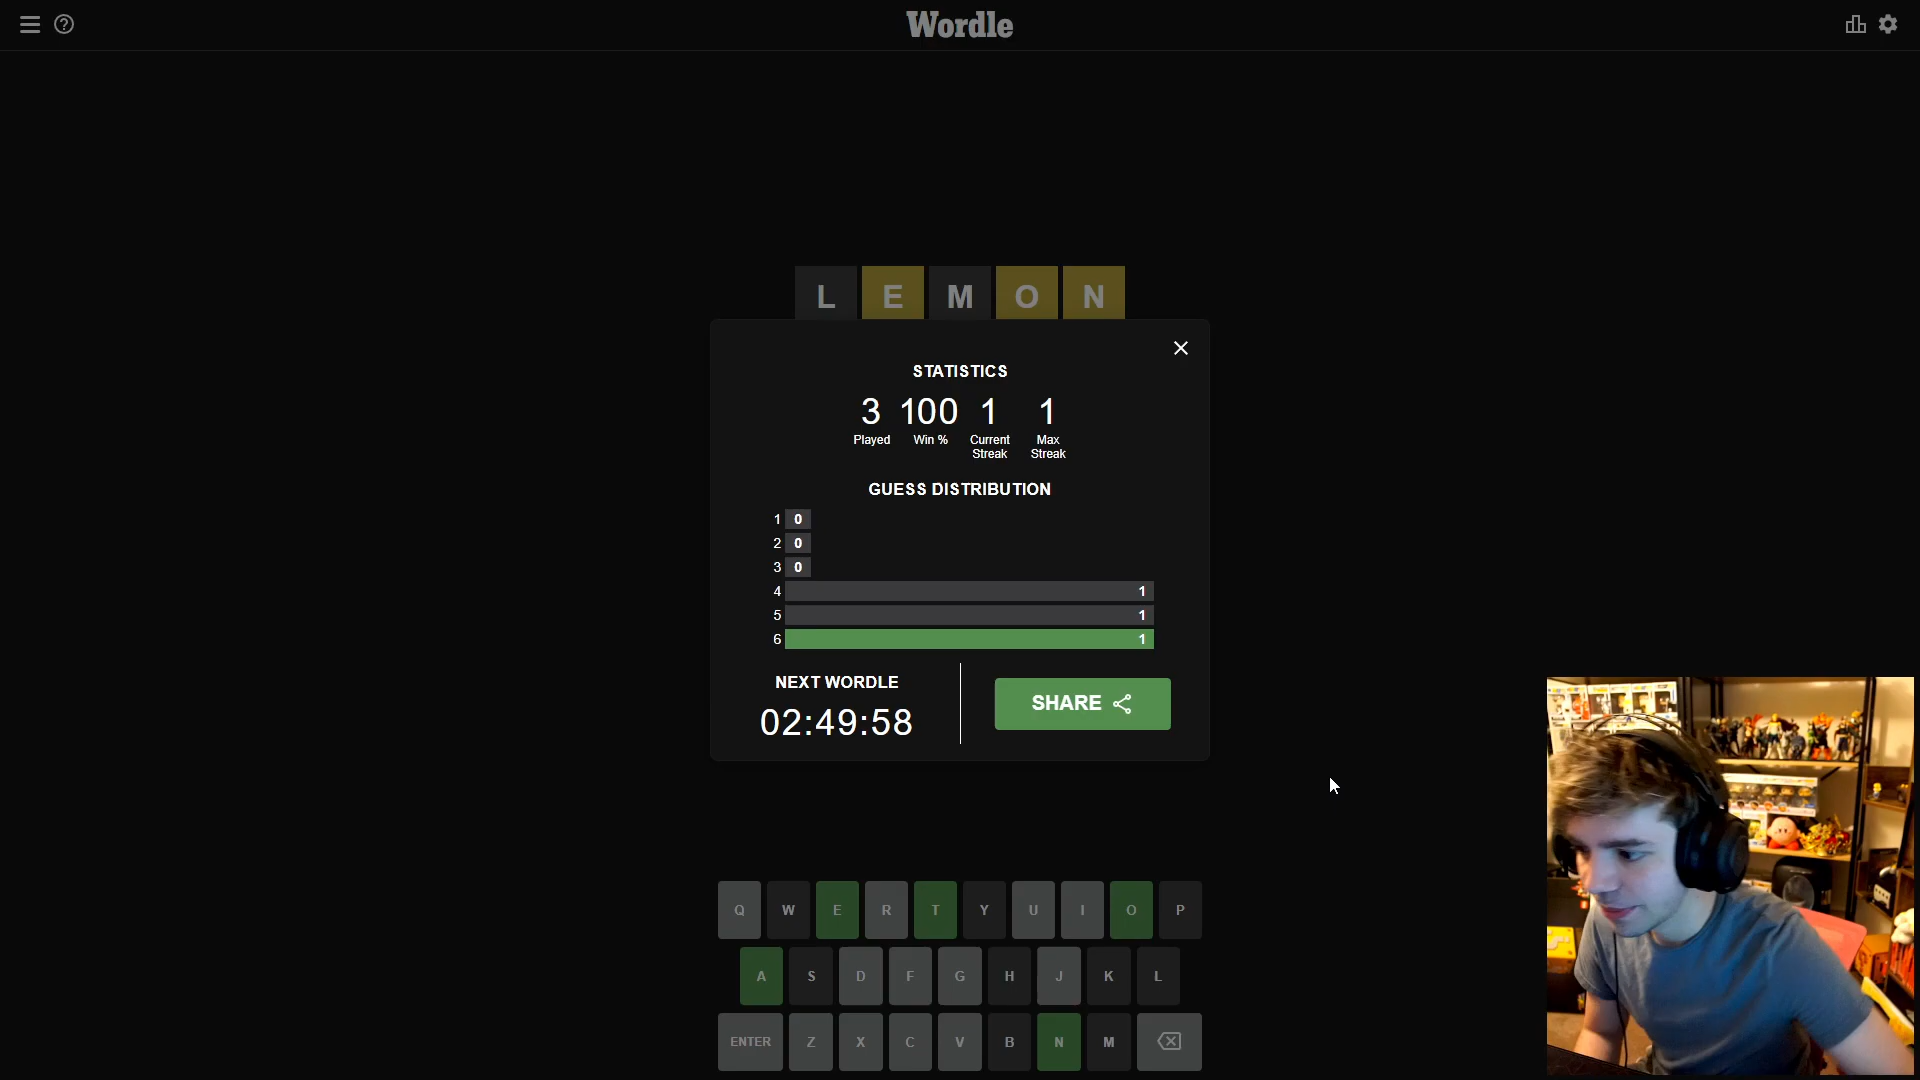 Wordle
L E M O N
STATISTICS
3 100 1 1
Played Win % Current Streak Max Streak
GUESS DISTRIBUTION
1 0
2 0
3 0
4 1
5 1
6 1
NEXT WORDLE
02:49:58
SHARE
Q W E R T Y U I O P
A S D F G H J K L
ENTER Z X C V B N M